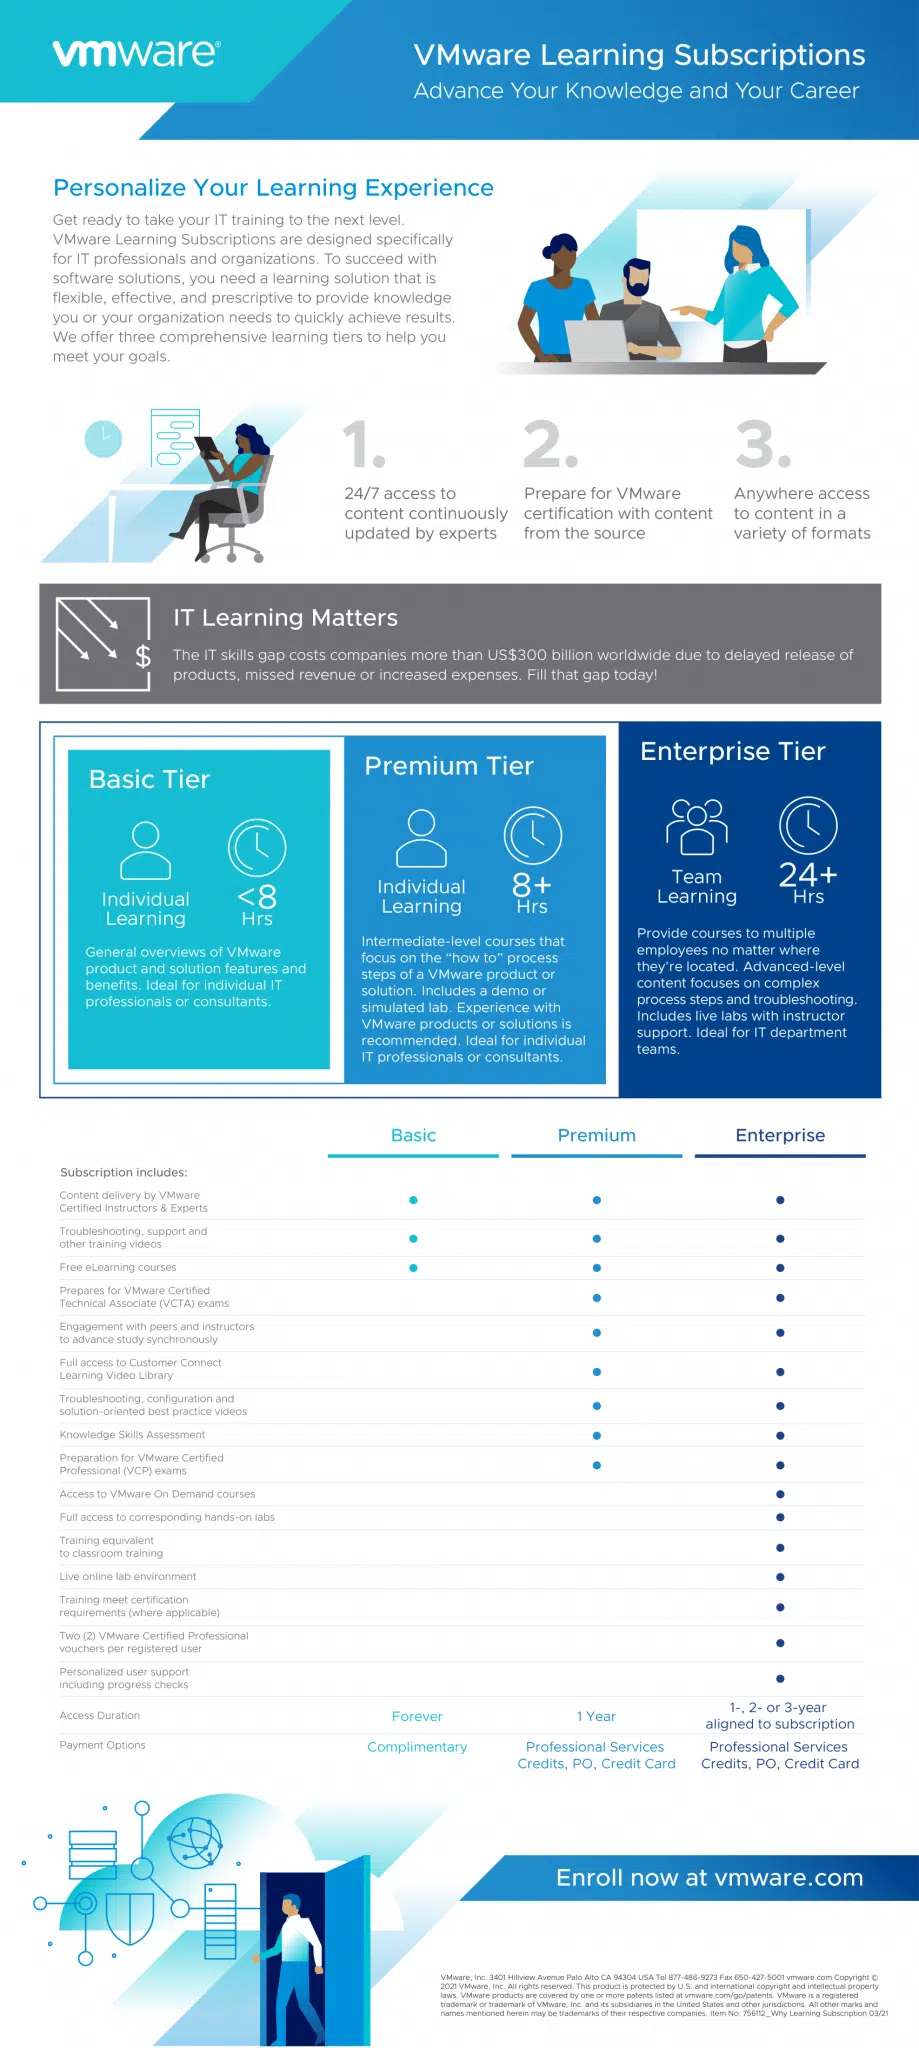 vmware®
VMware Learning Subscriptions
Advance Your Knowledge and Your Career
Personalize Your Learning Experience
Get ready to take your IT training to the next level.
VMware Learning Subscriptions are designed specifically
for IT professionals and organizations. To succeed with
software solutions, you need a learning solution that is
flexible, effective, and prescriptive to provide knowledge
you or your organization needs to quickly achieve results.
We offer three comprehensive learning tiers to help you
meet your goals.
1.
24/7 access to
content continuously
updated by experts
2.
Prepare for VMware
certification with content
from the source
3.
Anywhere access
to content in a
variety of formats
$
IT Learning Matters
The IT skills gap costs companies more than US$300 billion worldwide due to delayed release of
products, missed revenue or increased expenses. Fill that gap today!
Basic Tier
Individual
Learning
<8
Hrs
General overviews of VMware
product and solution features and
benefits. Ideal for individual IT
professionals or consultants.
Premium Tier
Individual
Learning
8+
Hrs
Intermediate-level courses that
focus on the “how to” process
steps of a VMware product or
solution. Includes a demo or
simulated lab. Experience with
VMware products or solutions is
recommended. Ideal for individual
IT professionals or consultants.
Enterprise Tier
Team
Learning
24+
Hrs
Provide courses to multiple
employees no matter where
they're located. Advanced-level
content focuses on complex
process steps and troubleshooting.
Includes live labs with instructor
support. Ideal for IT department
teams.
Basic Premium Enterprise
Subscription includes:
Content delivery by VMware
Certified Instructors & Experts
Troubleshooting, support and
other training videos
Free eLearning courses
Prepares for VMware Certified
Technical Associate (VCTA) exams
Engagement with peers and instructors
to advance study synchronously
Full access to Customer Connect
Learning Video Library
Troubleshooting, configuration and
solution-oriented best practice videos
Knowledge Skills Assessment
Preparation for VMware Certified
Professional (VCP) exams
Access to VMware On Demand courses
Full access to corresponding hands-on labs
Training equivalent
to classroom training
Live online lab environment
Training meet certification
requirements (where applicable)
Two (2) VMware Certified Professional
vouchers per registered user
Personalized user support
including progress checks
Access Duration
Forever
1 Year
1-, 2- or 3-year
aligned to subscription
Payment Options
Complimentary
Professional Services
Credits, PO, Credit Card
Professional Services
Credits, PO, Credit Card
Enroll now at vmware.com
VMware, Inc. 3401 Hillview Avenue Palo Alto CA 94304 USA Tel 877-486-9273 Fax 650-427-5001 vmware.com Copyright ©
2021 VMware, Inc. All rights reserved. This product is protected by U.S. and international copyright and intellectual property
laws. VMware products are covered by one or more patents listed at vmware.com/go/patents. VMware is a registered
trademark or trademark of VMware, Inc. and its subsidiaries in the United States and other jurisdictions. All other marks and
names mentioned herein may be trademarks of their respective companies. Item No: 756112_Why Learning Subscription 03/21